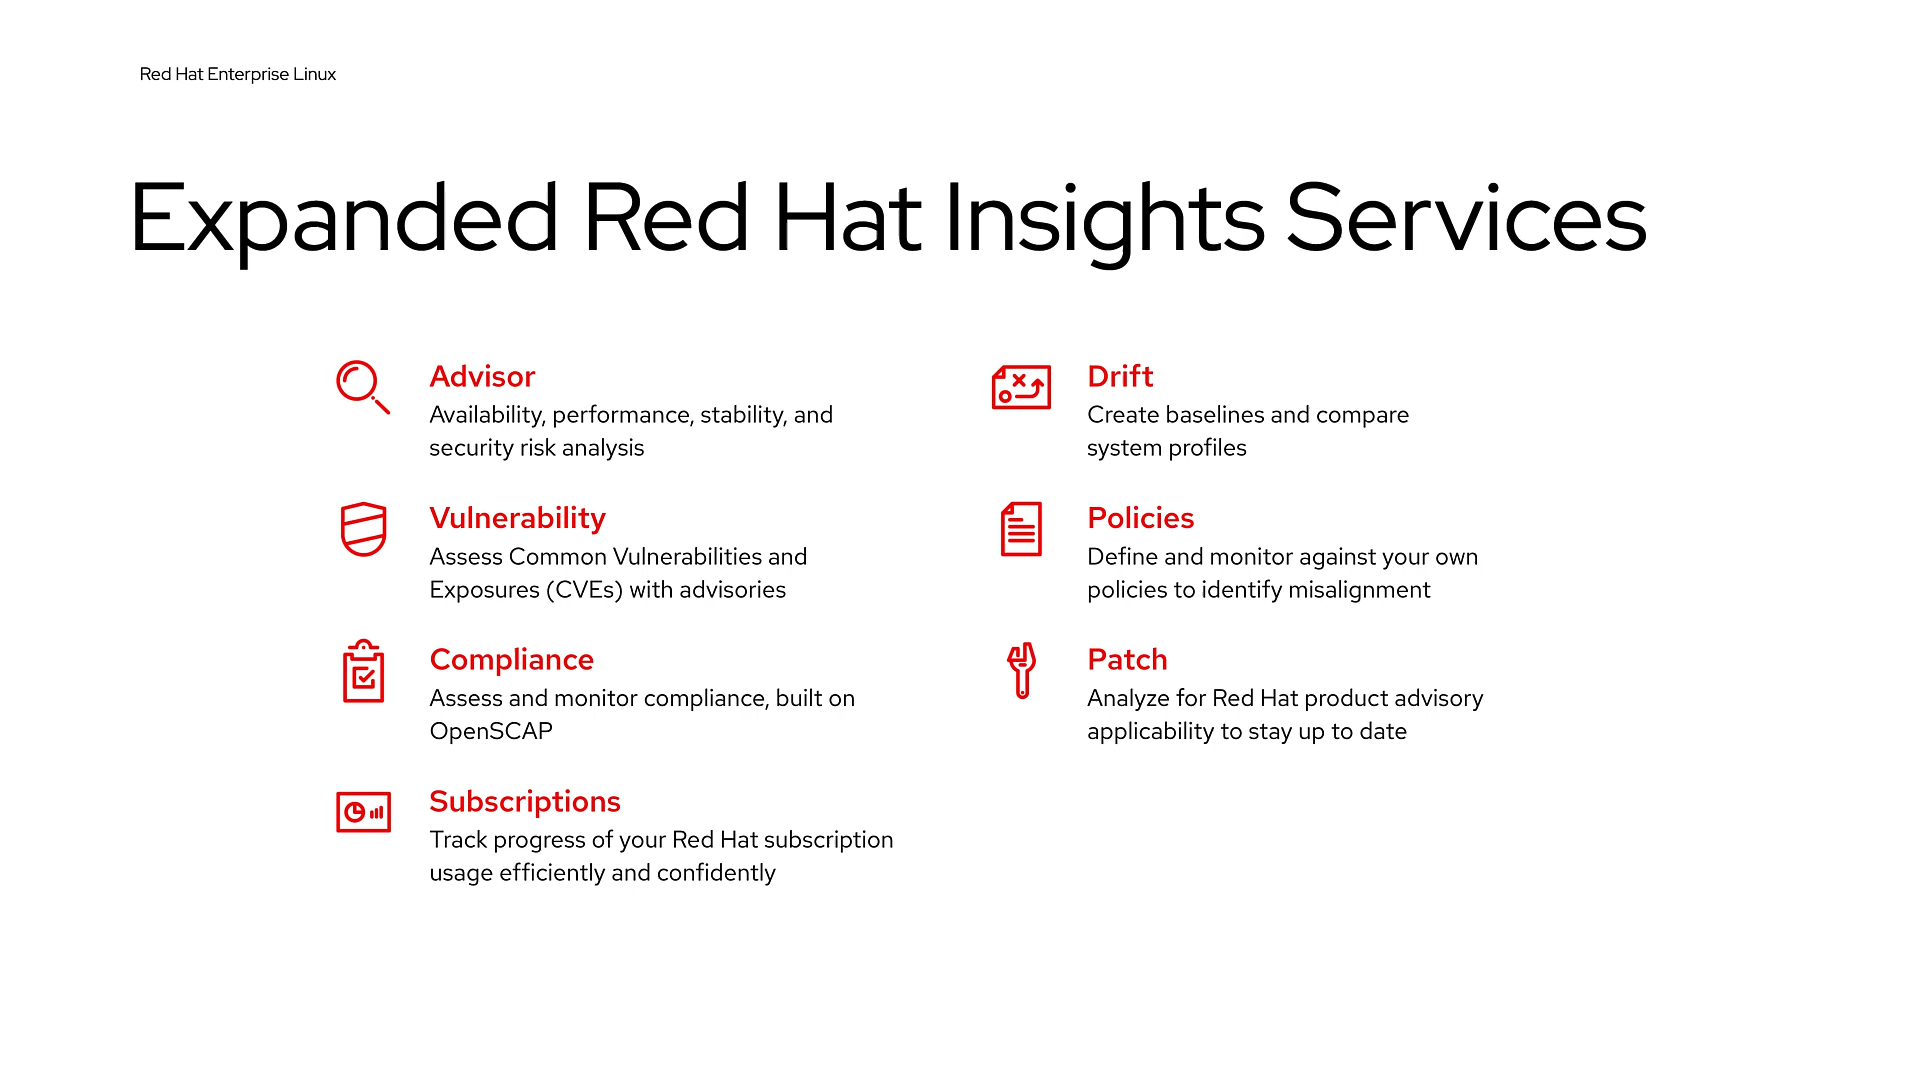 Red Hat Enterprise Linux
Expanded Red Hat Insights Services
Advisor
Availability, performance, stability, and
security risk analysis
Vulnerability
Assess Common Vulnerabilities and
Exposures (CVEs) with advisories
Compliance
Assess and monitor compliance, built on
OpenSCAP
Subscriptions
Track progress of your Red Hat subscription
usage efficiently and confidently
Drift
Create baselines and compare
system profiles
Policies
Define and monitor against your own
policies to identify misalignment
Patch
Analyze for Red Hat product advisory
applicability to stay up to date